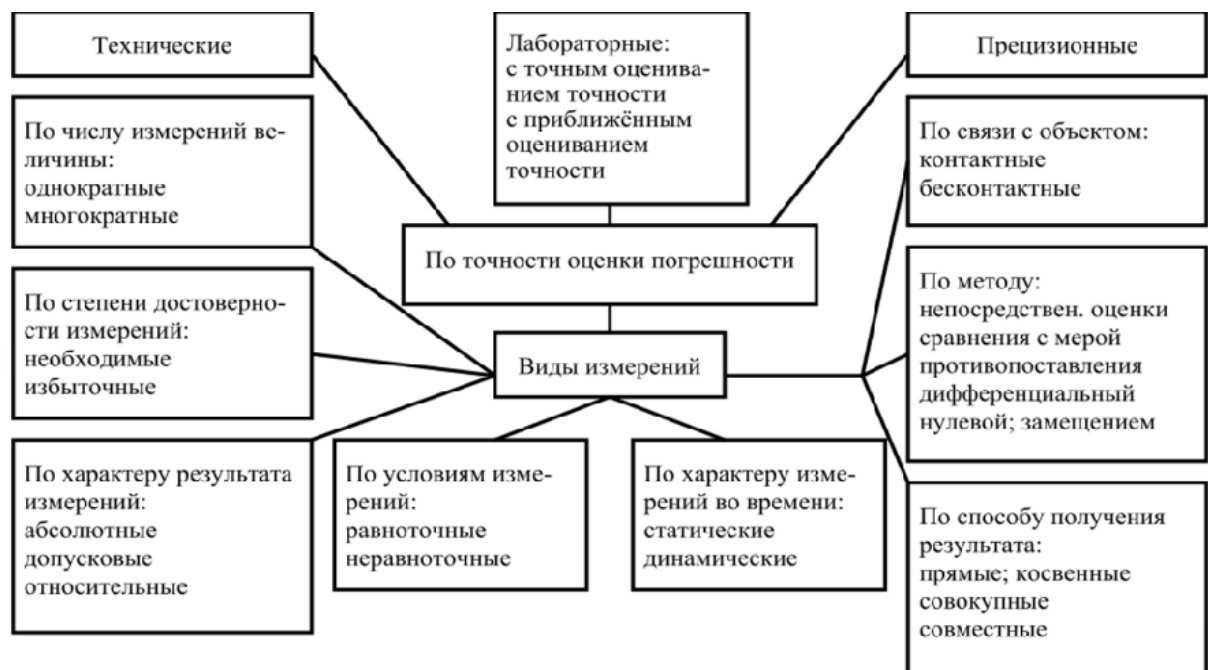 Технические
Лабораторные:
с точным оценива-
нием точности
с приближённым
оцениванием
точности
Прецизионные
По числу измерений ве-
личины:
однократные
многократные
По связи с объектом:
контактные
бесконтактные
По точности оценки погрешности
По степени достоверно-
сти измерений:
необходимые
избыточные
Виды измерений
По методу:
непосредствен. оценки
сравнения с мерой
противопоставления
дифференциальный
нулевой; замещением
По характеру результата
измерений:
абсолютные
допусковые
относительные
По условиям изме-
рений:
равноточные
неравноточные
По характеру изме-
рений во времени:
статические
динамические
По способу получения
результата:
прямые; косвенные
совокупные
совместные